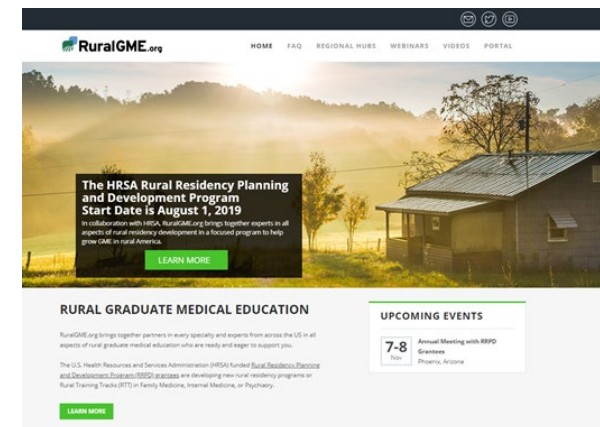 RuralGME.org
HOME FAQ REGIONAL HUBS WEBINARS VIDEOS PORTAL
The HRSA Rural Residency Planning
and Development Program
Start Date is August 1, 2019
In collaboration with HRSA, RuralGME.org brings together experts in all
aspects of rural residency development in a focused program to help
grow GME in rural America.
LEARN MORE
RURAL GRADUATE MEDICAL EDUCATION
RuralGME.org brings together partners in every specialty and experts from across the US in all
aspects of rural graduate medical education who are ready and eager to support you.
The U.S. Health Resources and Services Administration (HRSA) funded Rural Residency Planning
and Development Program (RRPD) grantees are developing new rural residency programs or
Rural Training Tracks (RTT) in Family Medicine, Internal Medicine, or Psychiatry.
LEARN MORE
UPCOMING EVENTS
7-8
Nov
Annual Meeting with RRPD
Grantees
Phoenix, Arizona